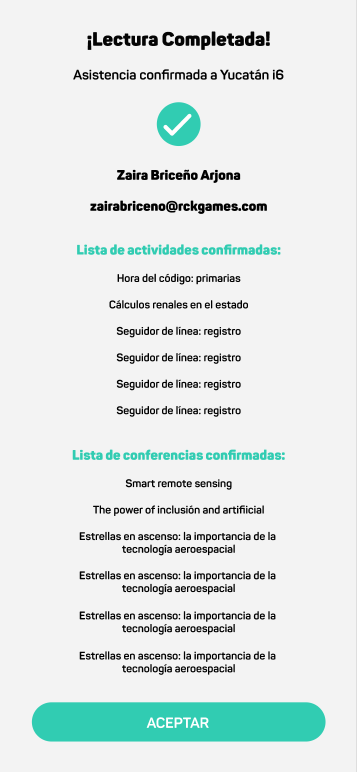 ¡Lectura Completada!
Asistencia confirmada a Yucatán i6
Zaira Briceño Arjona
zairabriceno@rckgames.com
Lista de actividades confirmadas:
Hora del código: primarias
Cálculos renales en el estado
Seguidor de línea: registro
Seguidor de línea: registro
Seguidor de línea: registro
Seguidor de línea: registro
Lista de conferencias confirmadas:
Smart remote sensing
The power of inclusión and artifiicial
Estrellas en ascenso: la importancia de la
tecnología aeroespacial
Estrellas en ascenso: la importancia de la
tecnología aeroespacial
Estrellas en ascenso: la importancia de la
tecnología aeroespacial
Estrellas en ascenso: la importancia de la
tecnología aeroespacial
ACEPTAR